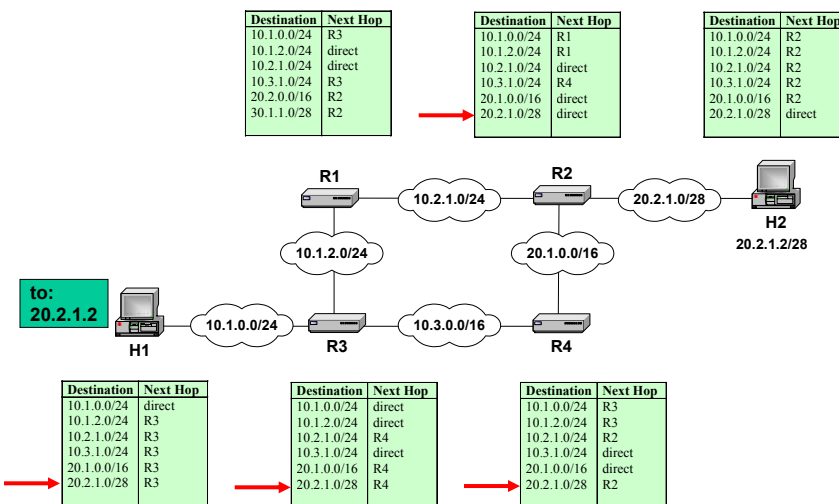 Destination Next Hop
10.1.0.0/24 R3
10.1.2.0/24 direct
10.2.1.0/24 direct
10.3.1.0/24 R3
20.2.0.0/16 R2
30.1.1.0/28 R2
Destination Next Hop
10.1.0.0/24 R1
10.1.2.0/24 R1
10.2.1.0/24 direct
10.3.1.0/24 R4
20.1.0.0/16 direct
20.2.1.0/28 direct
Destination Next Hop
10.1.0.0/24 R2
10.1.2.0/24 R2
10.2.1.0/24 R2
10.3.1.0/24 R2
20.1.0.0/16 R2
20.2.1.0/28 direct
R1
R2
10.2.1.0/24
20.2.1.0/28
H2
20.2.1.2/28
10.1.2.0/24
20.1.0.0/16
to:
20.2.1.2
10.1.0.0/24
10.3.0.0/16
H1
R3
R4
Destination Next Hop
10.1.0.0/24 direct
10.1.2.0/24 R3
10.2.1.0/24 R3
10.3.1.0/24 R3
20.1.0.0/16 R3
20.2.1.0/28 R3
Destination Next Hop
10.1.0.0/24 direct
10.1.2.0/24 direct
10.2.1.0/24 R4
10.3.1.0/24 direct
20.1.0.0/16 R4
20.2.1.0/28 R4
Destination Next Hop
10.1.0.0/24 R3
10.1.2.0/24 R3
10.2.1.0/24 R2
10.3.1.0/24 direct
20.1.0.0/16 direct
20.2.1.0/28 R2